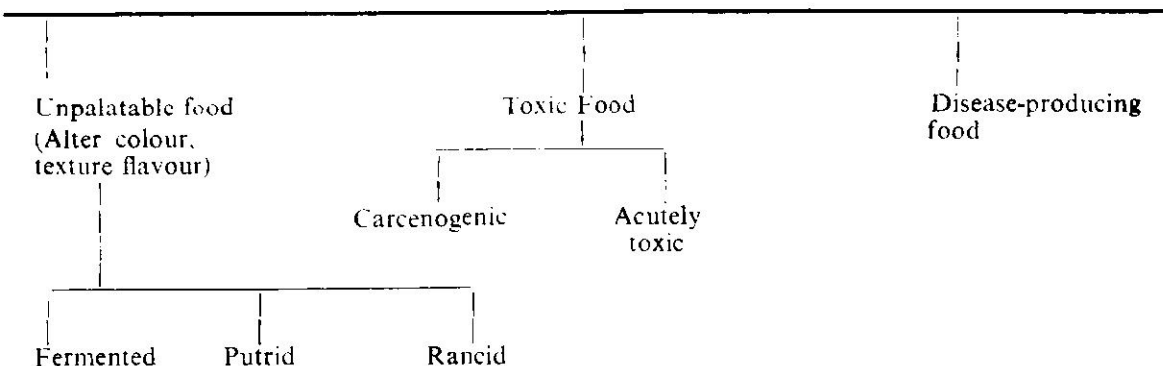 Unpalatable food
(Alter colour,
texture flavour)
Toxic Food
Disease-producing
food
Carcenogenic
Acutely
toxic
Fermented
Putrid
Rancid